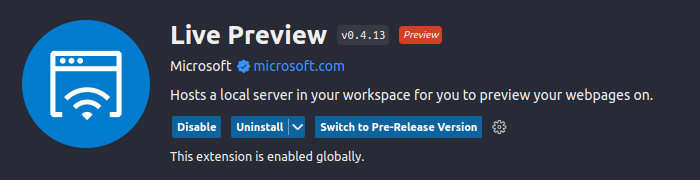 Live Preview v0.4.13 Preview
Microsoft microsoft.com
Hosts a local server in your workspace for you to preview your webpages on.
Disable Uninstall Switch to Pre-Release Version
This extension is enabled globally.